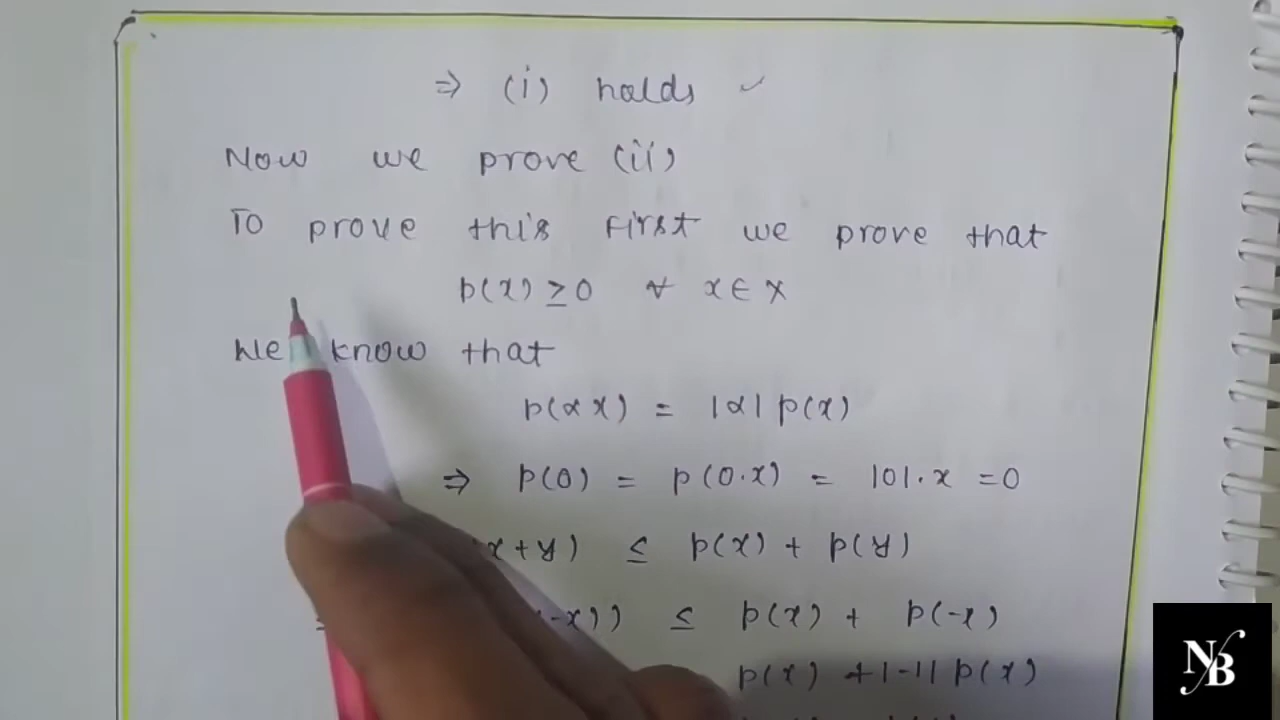 ⇒ (i) holds ✓
Now we prove (ii)
To prove this first we prove that
p(x) ≥ 0 ∀ x ∈ X
We know that
p(αx) = |α| p(x)
⇒ p(0) = p(0·x) = |0|·x = 0
x+y) ≤ p(x) + p(y)
-x)) ≤ p(x) + p(-x)
p(x) + |-1| p(x)
NB